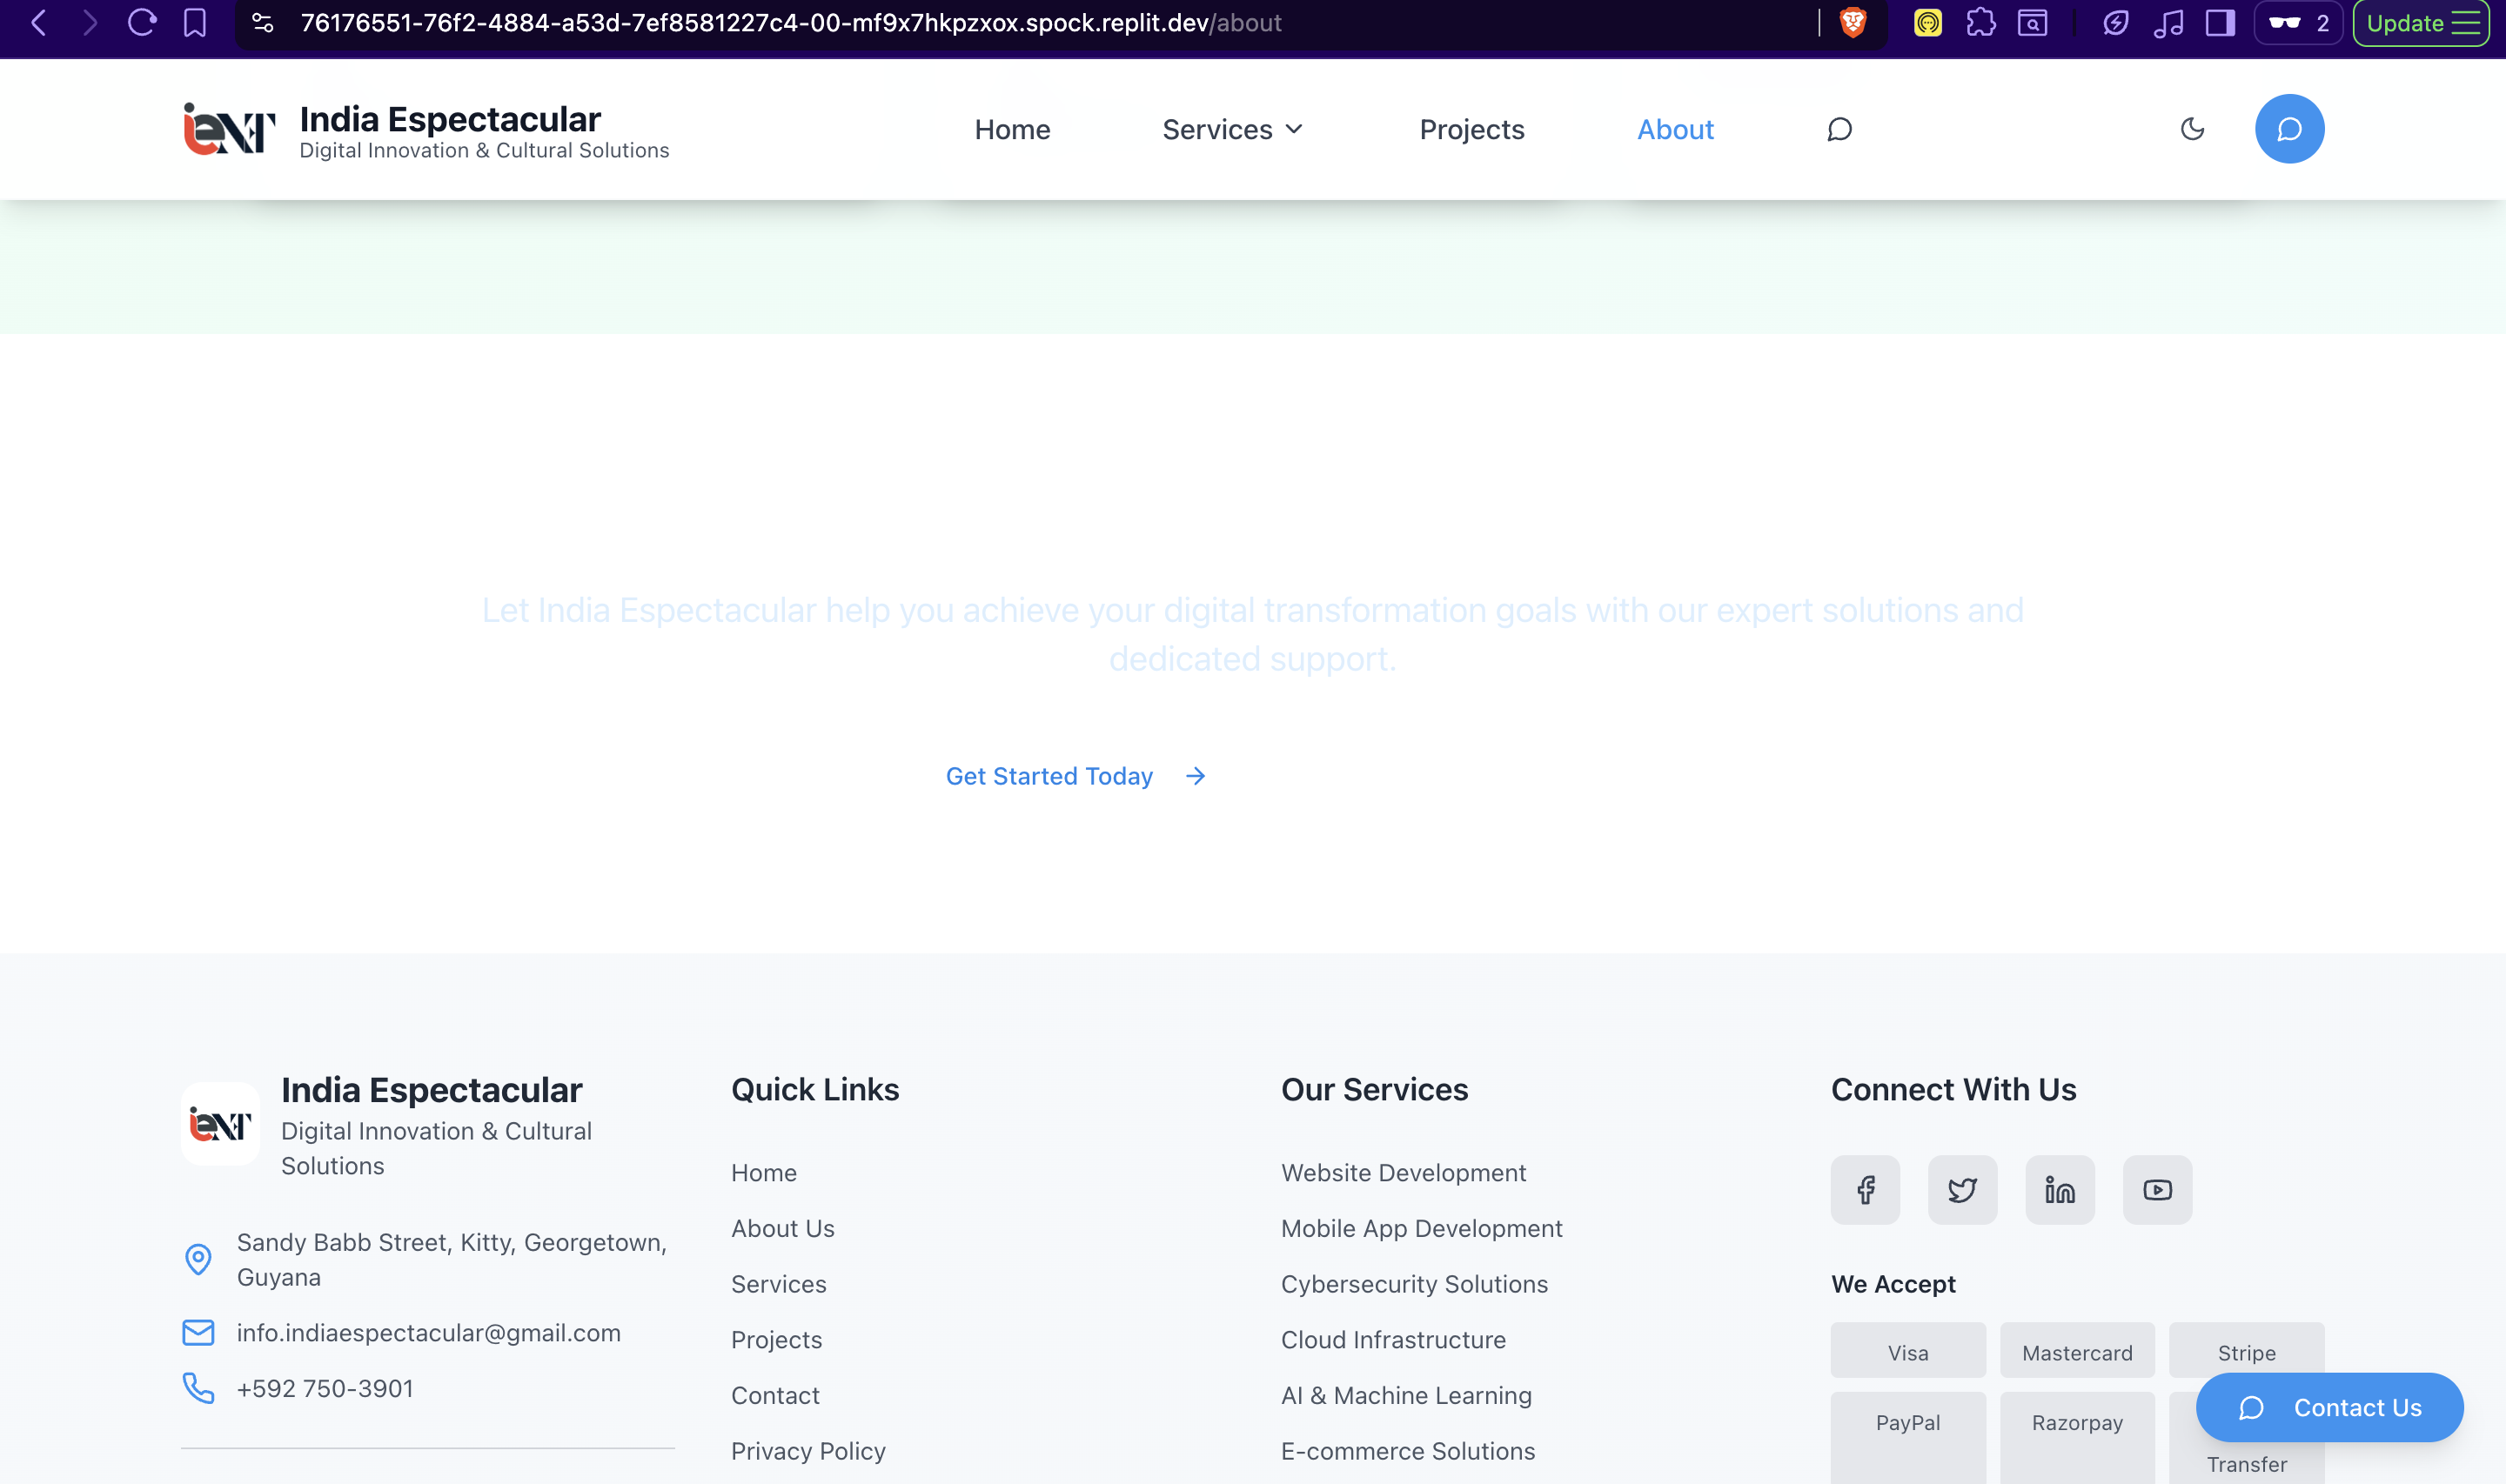 76176551-76f2-4884-a53d-7ef8581227c4-00-mf9x7hkpzxox.spock.replit.dev/about
2
Update
ieNXT
India Espectacular
Digital Innovation & Cultural Solutions
Home
Services
Projects
About
Let India Espectacular help you achieve your digital transformation goals with our expert solutions and
dedicated support.
Get Started Today
ieNXT
India Espectacular
Digital Innovation & Cultural
Solutions
Sandy Babb Street, Kitty, Georgetown,
Guyana
info.indiaespectacular@gmail.com
+592 750-3901
Quick Links
Home
About Us
Services
Projects
Contact
Privacy Policy
Our Services
Website Development
Mobile App Development
Cybersecurity Solutions
Cloud Infrastructure
AI & Machine Learning
E-commerce Solutions
Connect With Us
We Accept
Visa
Mastercard
Stripe
PayPal
Razorpay
Transfer
Contact Us